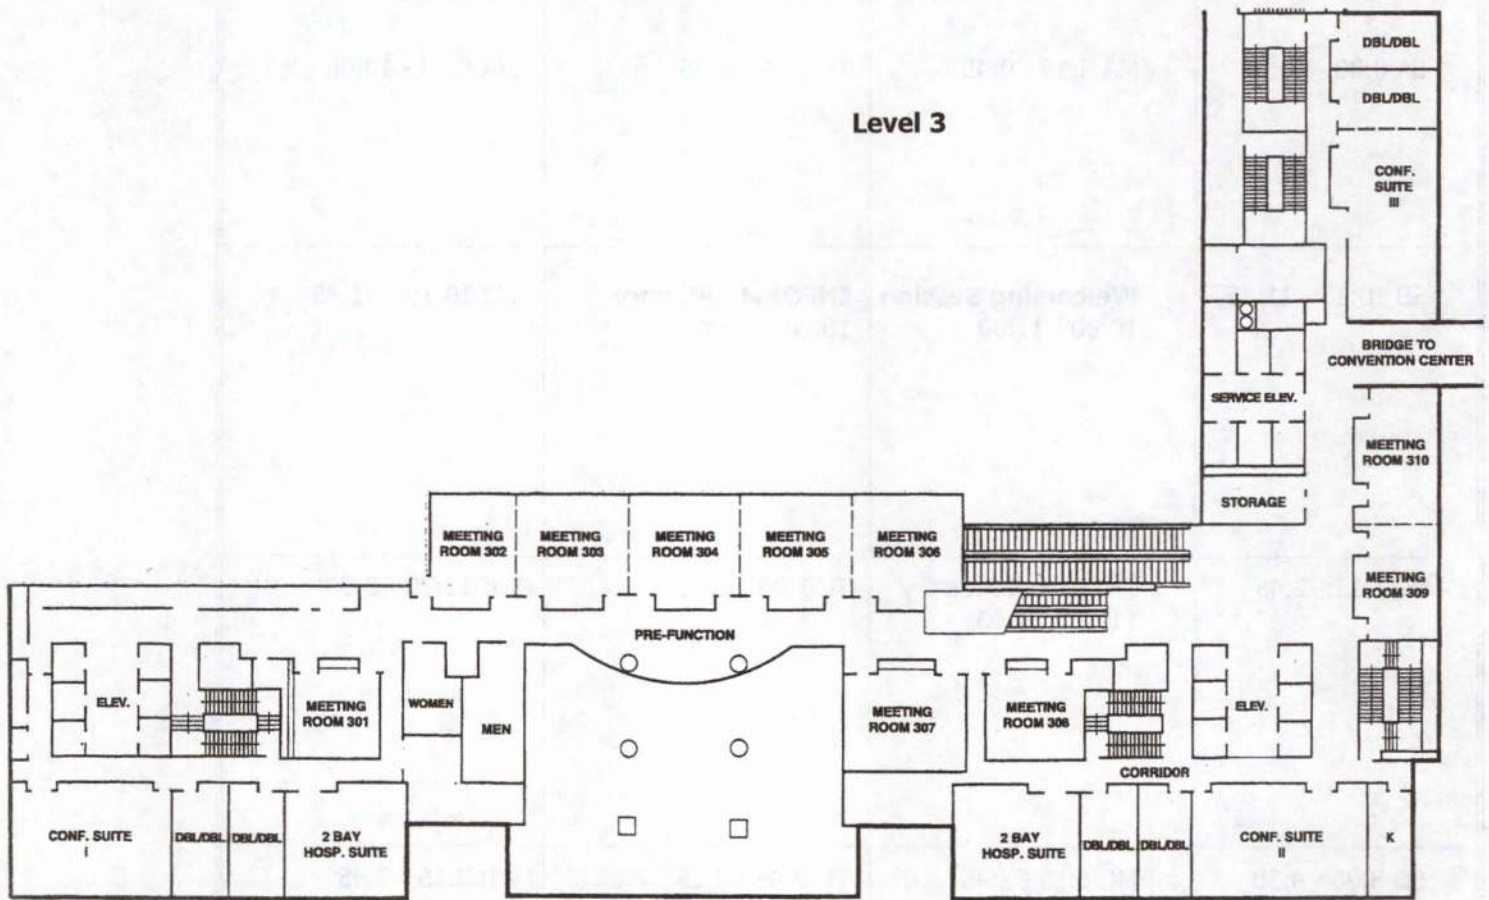 Level 3
DBL/DBL
DBL/DBL
CONF.
SUITE
III
BRIDGE TO
CONVENTION CENTER
SERVICE ELEV.
MEETING
ROOM 310
STORAGE
MEETING
ROOM 302
MEETING
ROOM 303
MEETING
ROOM 304
MEETING
ROOM 305
MEETING
ROOM 306
MEETING
ROOM 309
PRE-FUNCTION
ELEV.
MEETING
ROOM 301
WOMEN
MEN
MEETING
ROOM 307
MEETING
ROOM 308
ELEV.
CORRIDOR
CONF. SUITE
I
DBL/DBL
DBL/DBL
2 BAY
HOSP. SUITE
2 BAY
HOSP. SUITE
DBL/DBL
DBL/DBL
CONF. SUITE
II
K